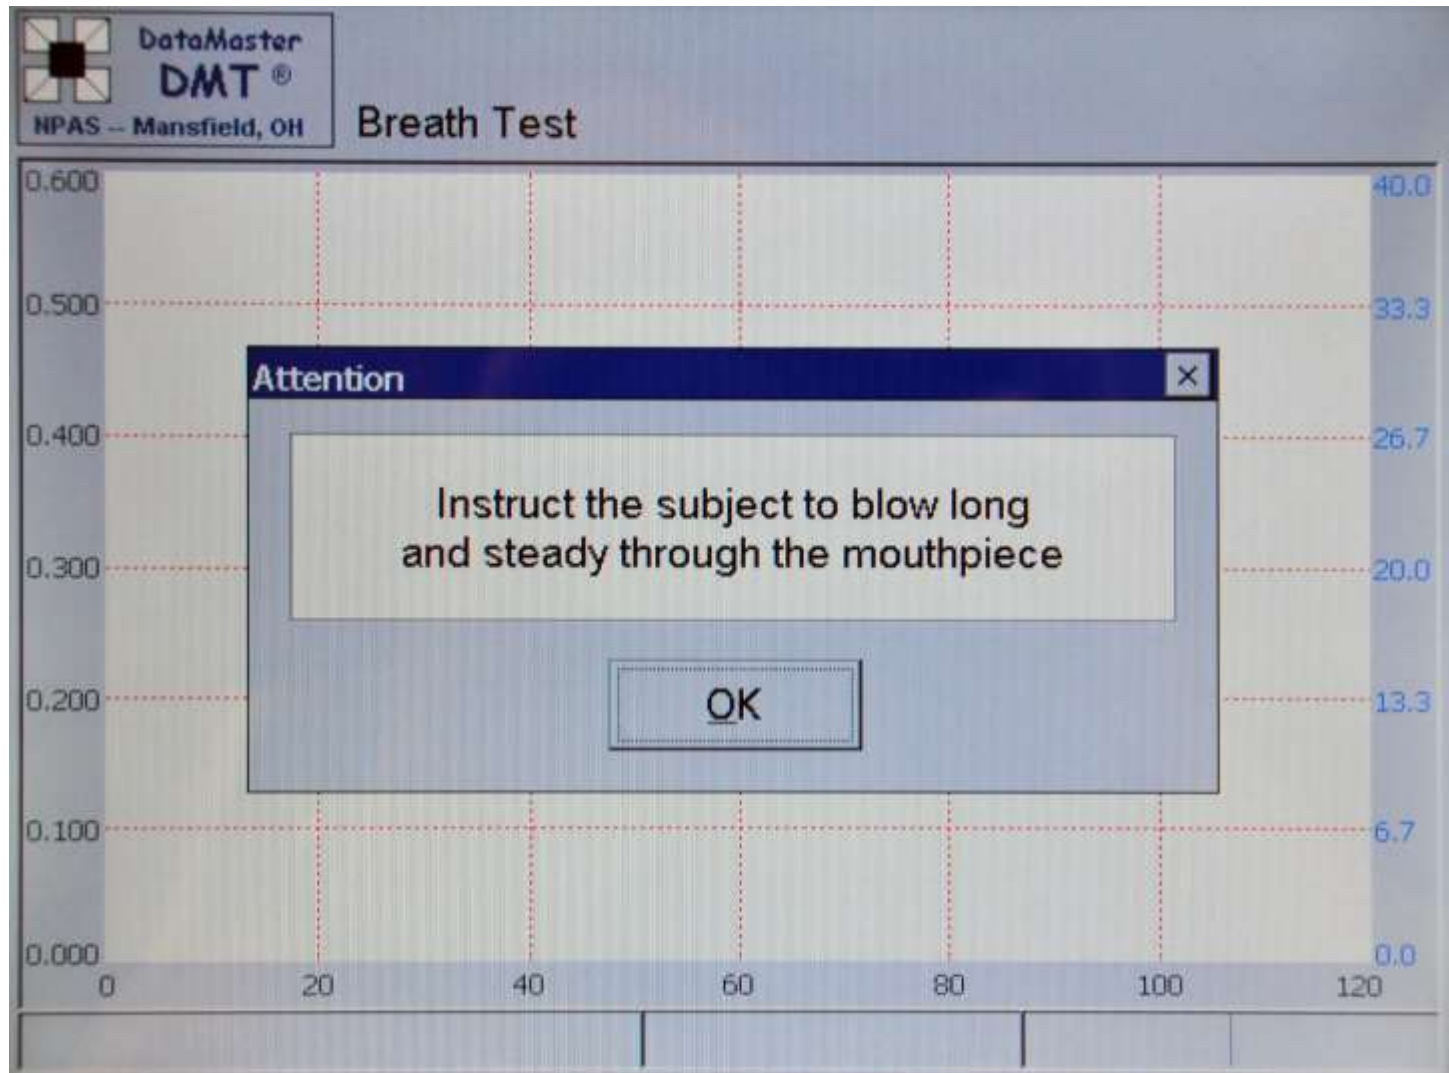 DataMaster
DMT ®
NPAS -- Mansfield, OH
Breath Test
0.600
40.0
0.500
33.3
Attention
0.400
26.7
Instruct the subject to blow long
and steady through the mouthpiece
0.300
20.0
0.200
OK
13.3
0.100
6.7
0.000
0.0
0 20 40 60 80 100 120